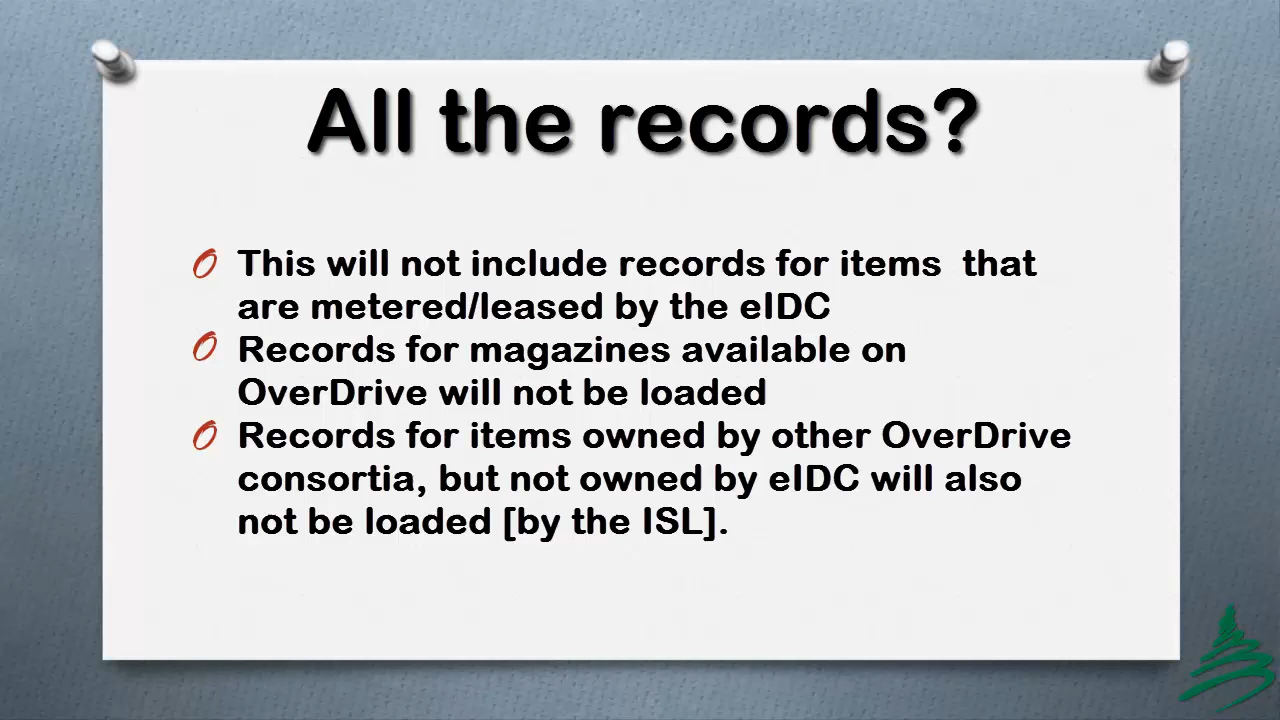 All the records?
This will not include records for items  that
are metered/leased by the eIDC
Records for magazines available on
OverDrive will not be loaded
Records for items owned by other OverDrive
consortia, but not owned by eIDC will also
not be loaded [by the ISL].